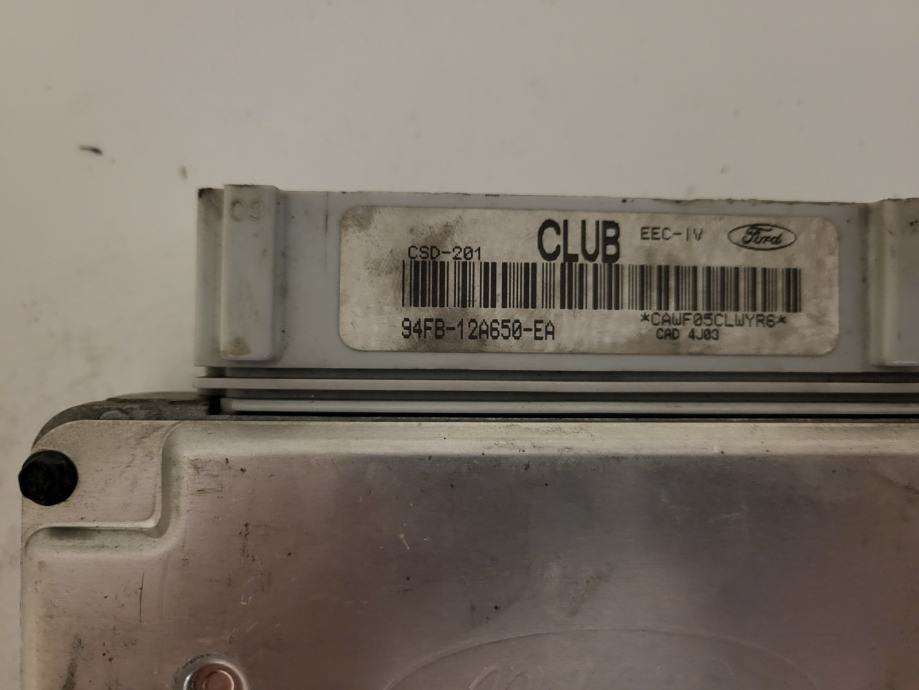 CSD-201 CLUB EEC-IV Ford
94FB-12A650-EA *CAWF05CLWYR6*
CAD 4J03